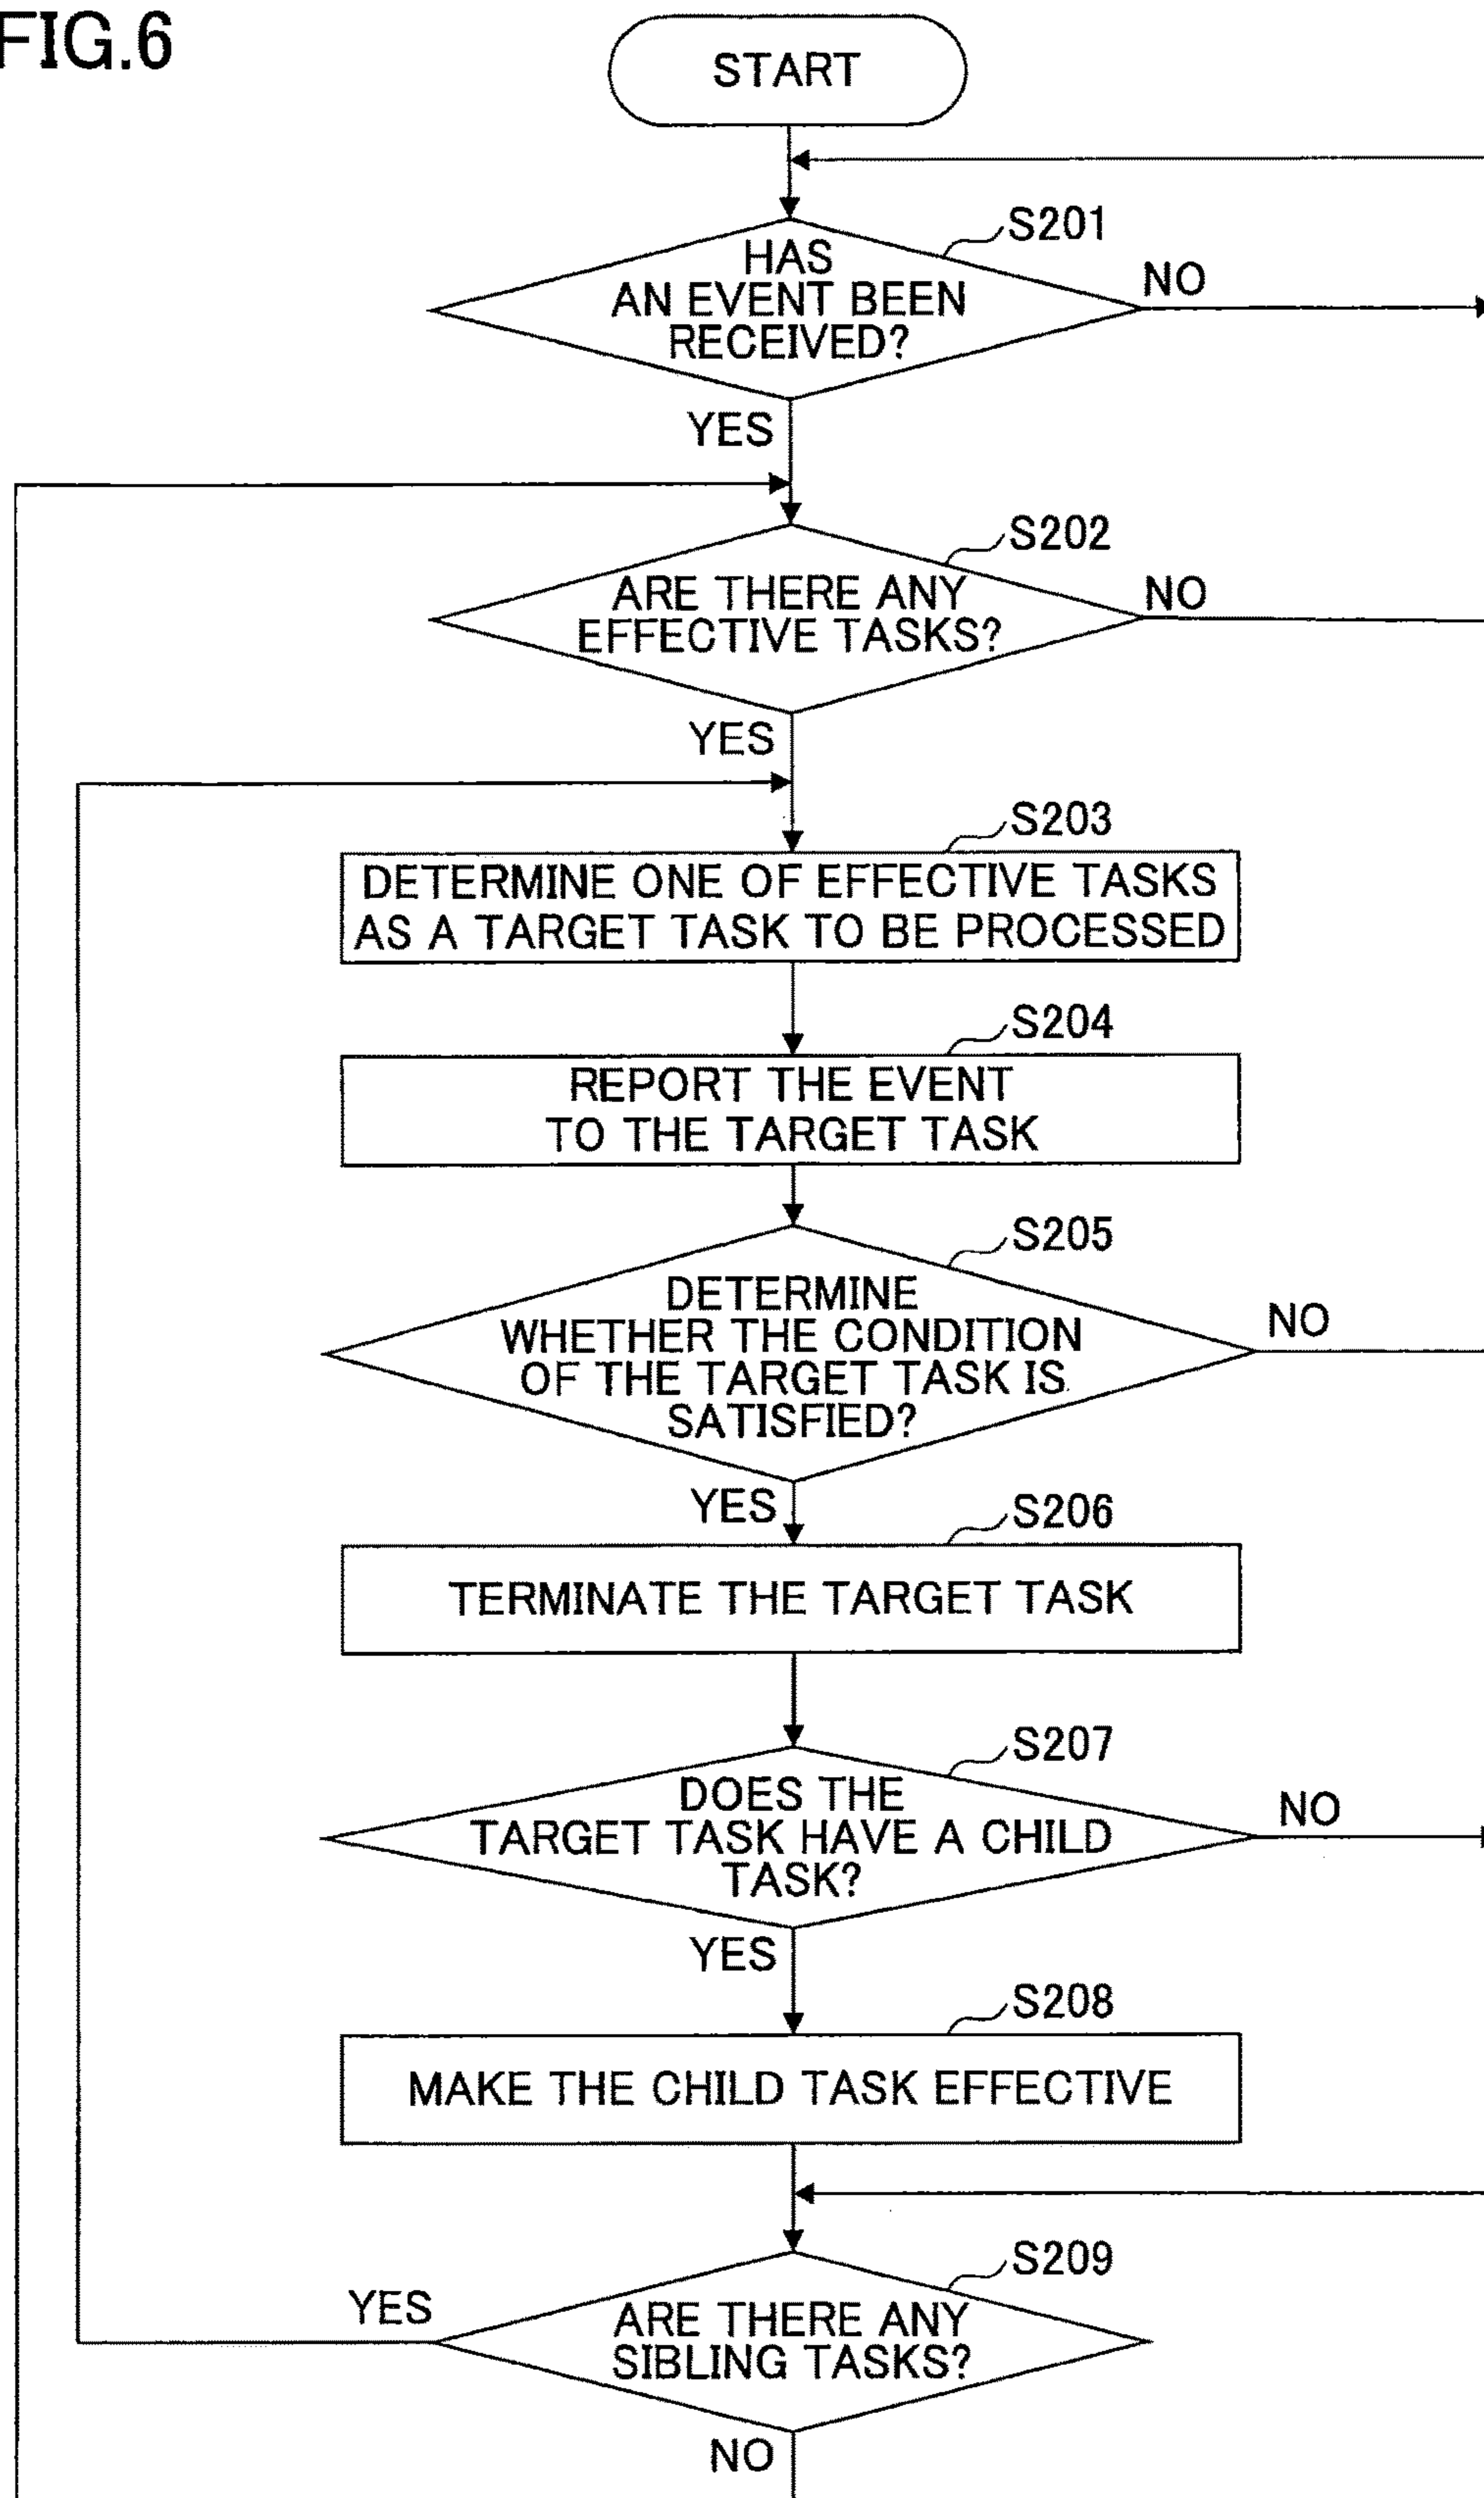 FIG.6
START
S201
HAS
AN EVENT BEEN
RECEIVED?
NO
YES
S202
ARE THERE ANY
EFFECTIVE TASKS?
NO
YES
S203
DETERMINE ONE OF EFFECTIVE TASKS
AS A TARGET TASK TO BE PROCESSED
S204
REPORT THE EVENT
TO THE TARGET TASK
S205
DETERMINE
WHETHER THE CONDITION
OF THE TARGET TASK IS
SATISFIED?
NO
YES
S206
TERMINATE THE TARGET TASK
S207
DOES THE
TARGET TASK HAVE A CHILD
TASK?
NO
YES
S208
MAKE THE CHILD TASK EFFECTIVE
S209
ARE THERE ANY
SIBLING TASKS?
YES
NO